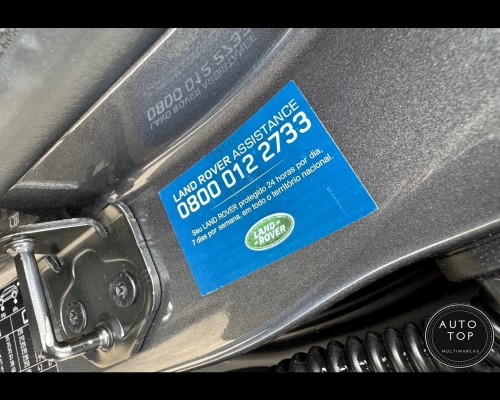 LAND ROVER ASSISTANCE
0800 012 2733
Seu LAND ROVER, protegido 24 horas por dia,
7 dias por semana, em todo o território nacional.
LAND
ROVER
AUTO
TOP
MULTIMARCAS